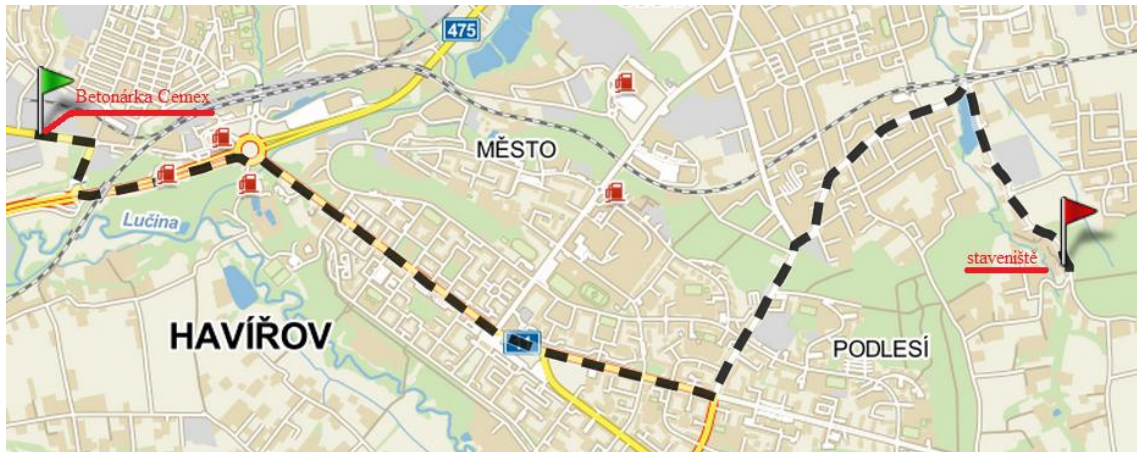 475
Betonárka Cemex
MĚSTO
Lučina
staveniště
HAVÍŘOV
PODLESÍ